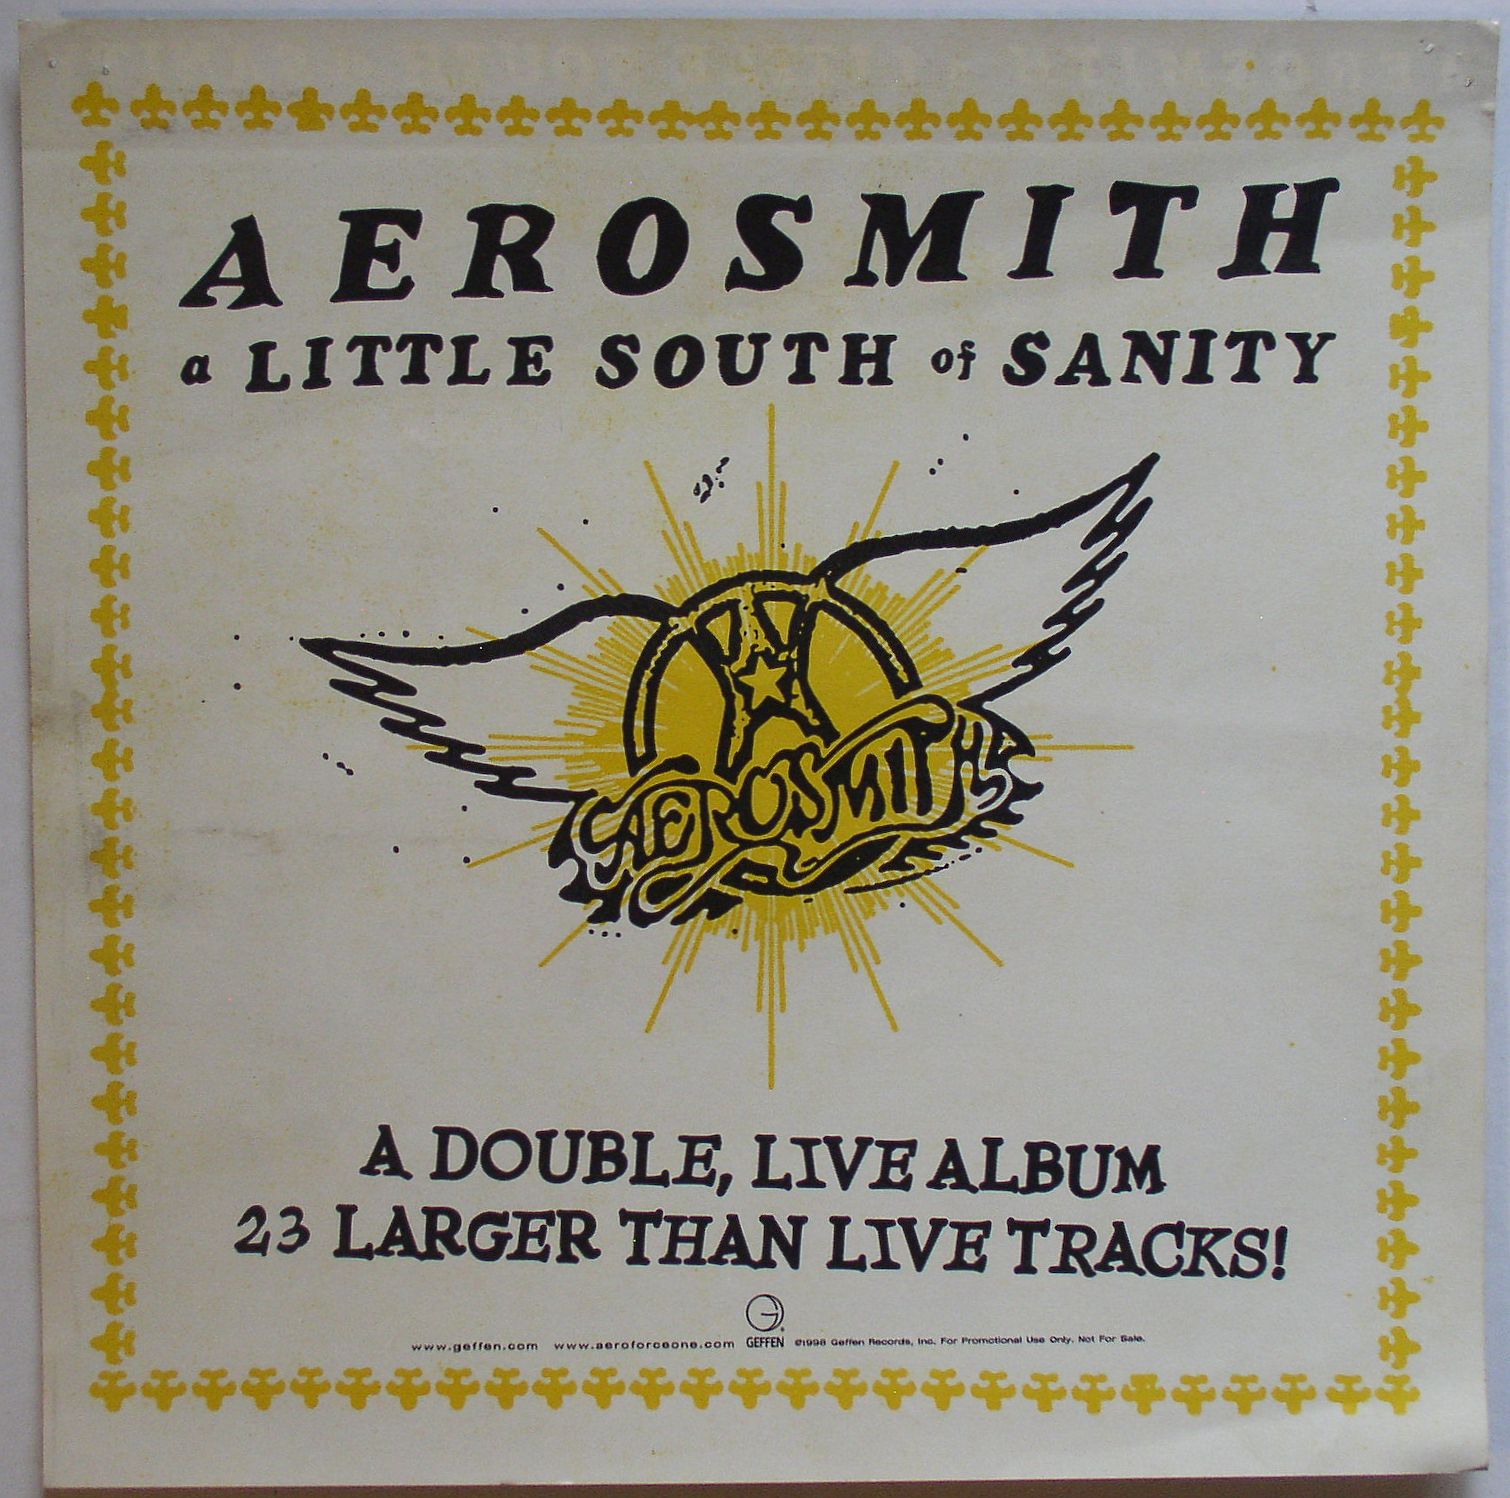 AEROSMITH
a LITTLE SOUTH of SANITY
AEROSMITH
A DOUBLE, LIVE ALBUM
23 LARGER THAN LIVE TRACKS!
www.geffen.com www.aeroforceone.com GEFFEN ©1998 Geffen Records, Inc. For Promotional Use Only. Not For Sale.